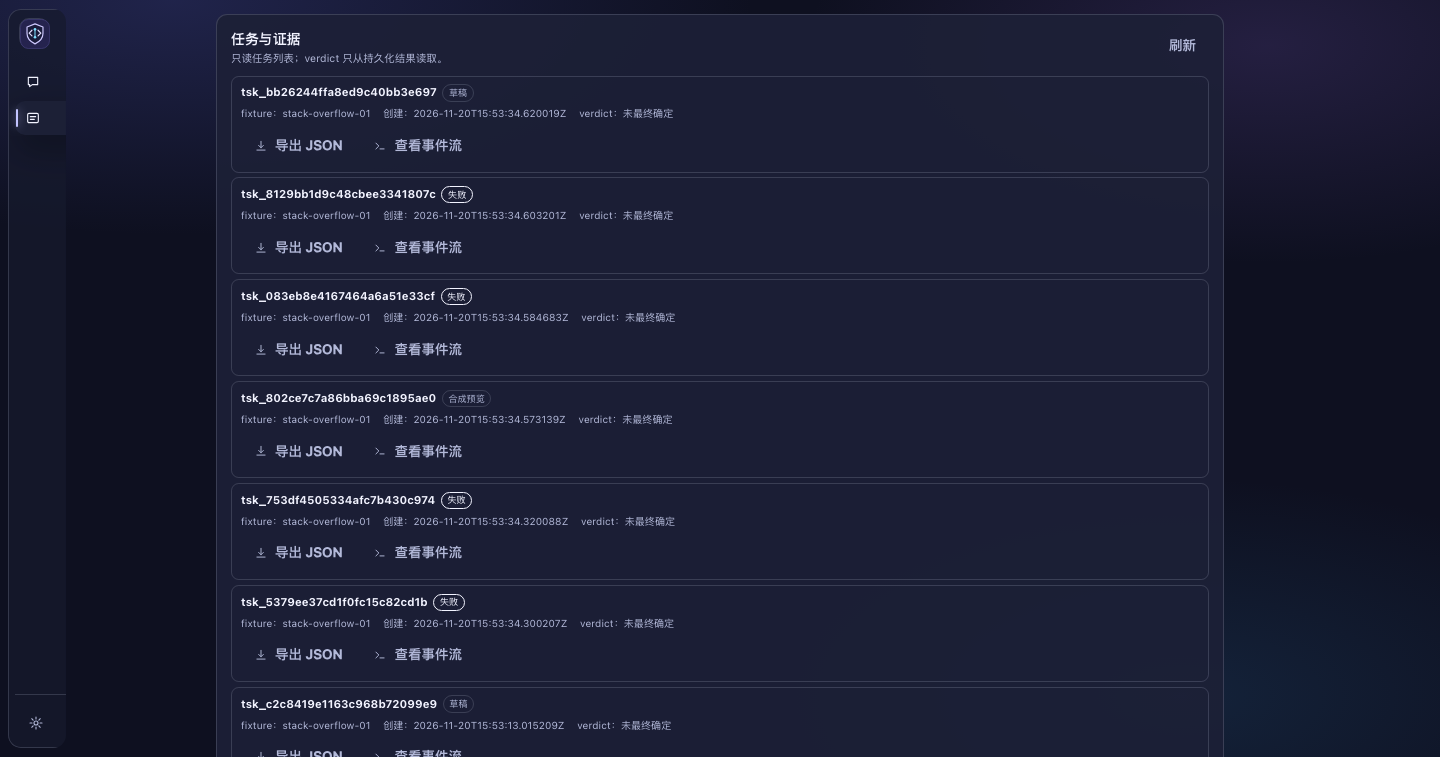 任务与证据
刷新
只读任务列表；verdict 只从持久化结果读取。
tsk_bb26244ffa8ed9c40bb3e697 草稿
fixture：stack-overflow-01 创建：2026-11-20T15:53:34.620019Z verdict：未最终确定
导出 JSON 查看事件流
tsk_8129bb1d9c48cbee3341807c 失败
fixture：stack-overflow-01 创建：2026-11-20T15:53:34.603201Z verdict：未最终确定
导出 JSON 查看事件流
tsk_083eb8e4167464a6a51e33cf 失败
fixture：stack-overflow-01 创建：2026-11-20T15:53:34.584683Z verdict：未最终确定
导出 JSON 查看事件流
tsk_802ce7c7a86bba69c1895ae0 合成预览
fixture：stack-overflow-01 创建：2026-11-20T15:53:34.573139Z verdict：未最终确定
导出 JSON 查看事件流
tsk_753df4505334afc7b430c974 失败
fixture：stack-overflow-01 创建：2026-11-20T15:53:34.320088Z verdict：未最终确定
导出 JSON 查看事件流
tsk_5379ee37cd1f0fc15c82cd1b 失败
fixture：stack-overflow-01 创建：2026-11-20T15:53:34.300207Z verdict：未最终确定
导出 JSON 查看事件流
tsk_c2c8419e1163c968b72099e9 草稿
fixture：stack-overflow-01 创建：2026-11-20T15:53:13.015209Z verdict：未最终确定
导出 JSON 查看事件流